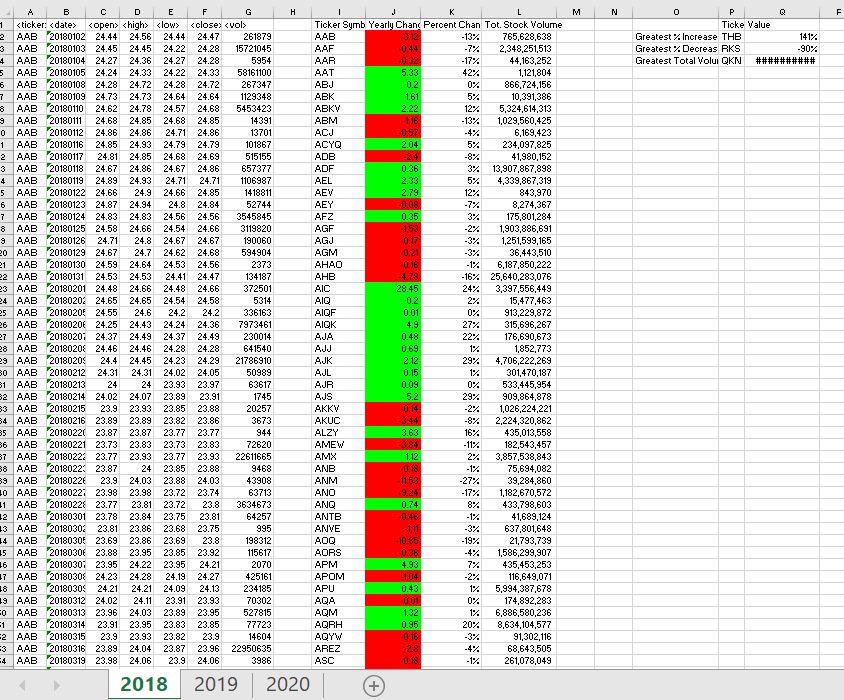 A B C D E F G H I J K L M N O P Q F
1 <ticker: <date> <open> <high> <low> <close: <vol> Ticker Symb Yearly Chang Percent Chan Tot. Stock Volume Ticke Value
2 AAB 20180102 24.44 24.56 24.44 24.47 261879 AAB -3.12 -13% 765,628,638 Greatest % Increase THB 141%
3 AAB 20180103 24.45 24.45 24.22 24.28 15721045 AAF -0.44 -7% 2,348,251,513 Greatest % Decreas RKS -90%
4 AAB 20180104 24.27 24.36 24.27 24.28 5954 AAR -0.32 -17% 44,163,252 Greatest Total Volu QKN ##########
5 AAB 20180105 24.24 24.33 24.22 24.33 58161100 AAT 5.33 42% 1,121,804
6 AAB 20180108 24.28 24.72 24.28 24.72 267347 ABJ 0.2 0% 866,724,156
7 AAB 20180109 24.73 24.73 24.64 24.64 1129348 ABK 1.61 5% 10,391,386
8 AAB 20180110 24.62 24.78 24.57 24.68 5453423 ABKV 2.22 12% 5,324,614,313
9 AAB 20180111 24.68 24.85 24.68 24.85 14391 ABM -1.16 -13% 1,029,560,425
0 AAB 20180112 24.86 24.86 24.71 24.86 13701 ACJ -0.57 -4% 6,169,423
1 AAB 20180116 24.85 24.93 24.79 24.79 101867 ACYQ 2.04 5% 234,097,825
2 AAB 20180117 24.81 24.85 24.68 24.69 515155 ADB -2.4 -8% 41,980,152
3 AAB 20180118 24.67 24.86 24.67 24.86 657377 ADF 0.36 3% 13,907,867,898
4 AAB 20180119 24.89 24.93 24.71 24.71 1106987 AEL 2.33 5% 4,339,867,319
5 AAB 20180122 24.66 24.9 24.66 24.85 1418811 AEV 2.79 12% 843,970
6 AAB 20180123 24.87 24.94 24.8 24.84 52744 AEY -0.09 -7% 8,274,367
7 AAB 20180124 24.83 24.83 24.56 24.56 3545845 AFZ 0.35 3% 175,801,284
8 AAB 20180125 24.58 24.66 24.54 24.66 3119820 AGF -1.53 -2% 1,903,886,691
9 AAB 20180126 24.71 24.8 24.67 24.67 190060 AGJ -0.17 -3% 1,251,599,165
20 AAB 20180129 24.67 24.7 24.62 24.68 594904 AGM -0.21 -3% 36,443,510
21 AAB 20180130 24.59 24.64 24.53 24.56 2373 AHAO -0.16 -1% 6,187,850,222
22 AAB 20180131 24.53 24.53 24.41 24.47 134187 AHB -4.79 -16% 25,640,283,076
23 AAB 20180201 24.48 24.66 24.48 24.66 372501 AIC 28.45 24% 3,397,556,449
24 AAB 20180202 24.65 24.65 24.54 24.58 5314 AIQ 0.2 2% 15,477,463
25 AAB 20180205 24.55 24.6 24.2 24.2 336163 AIQF 0.01 0% 913,229,872
26 AAB 20180206 24.25 24.43 24.24 24.36 7973461 AIQK 4.9 27% 315,696,267
27 AAB 20180207 24.37 24.49 24.37 24.49 230014 AJA 0.48 22% 176,690,673
28 AAB 20180208 24.46 24.46 24.28 24.28 641540 AJJ 0.69 1% 1,852,773
29 AAB 20180209 24.4 24.45 24.23 24.29 21786910 AJK 2.12 29% 4,706,222,269
30 AAB 20180212 24.31 24.31 24.02 24.05 50989 AJL 0.15 1% 301,470,187
31 AAB 20180213 24 24 23.93 23.97 63617 AJR 0.09 0% 533,445,954
32 AAB 20180214 24.02 24.07 23.89 23.91 1745 AJS 5.2 29% 909,864,878
33 AAB 20180215 23.9 23.93 23.85 23.88 20257 AKKV -0.14 -2% 1,026,224,221
34 AAB 20180216 23.89 23.89 23.82 23.86 3673 AKUC -3.44 -8% 2,224,320,862
35 AAB 20180220 23.87 23.87 23.77 23.77 944 ALZY 3.63 16% 435,013,558
36 AAB 20180221 23.73 23.83 23.73 23.83 72620 AMEW -3.84 -11% 182,543,457
37 AAB 20180222 23.77 23.93 23.77 23.93 22611665 AMX 1.12 2% 3,857,538,843
38 AAB 20180223 23.87 24 23.85 23.88 9468 ANB -0.18 -1% 75,694,082
39 AAB 20180226 23.9 24.03 23.88 24.03 43908 ANM -11.53 -27% 39,284,860
40 AAB 20180227 23.98 23.98 23.72 23.74 63713 ANO -9.24 -17% 1,182,670,572
41 AAB 20180228 23.77 23.81 23.72 23.8 3634673 ANQ 0.74 8% 433,798,603
42 AAB 20180301 23.78 23.84 23.75 23.81 64257 ANTB -0.46 -1% 41,689,124
43 AAB 20180302 23.81 23.86 23.68 23.75 995 ANVE -1.11 -3% 637,801,648
44 AAB 20180305 23.69 23.86 23.69 23.8 198312 AOQ -10.85 -19% 21,793,739
45 AAB 20180306 23.88 23.95 23.85 23.92 115617 AORS -0.36 -4% 1,586,299,907
46 AAB 20180307 23.95 24.22 23.95 24.21 2070 APM 4.93 7% 435,453,253
47 AAB 20180308 24.23 24.28 24.19 24.27 425161 APOM -1.04 -2% 116,649,071
48 AAB 20180309 24.21 24.21 24.09 24.13 234185 APU 0.43 1% 5,994,387,678
49 AAB 20180312 24.02 24.11 23.91 23.93 70302 AQA -0.01 0% 174,892,283
50 AAB 20180313 23.96 24.03 23.89 23.95 527815 AQM 1.32 1% 6,886,580,236
51 AAB 20180314 23.91 23.95 23.83 23.85 77723 AQRH 0.95 20% 8,634,104,577
52 AAB 20180315 23.9 23.93 23.82 23.9 14604 AQYW -0.16 -3% 91,302,116
53 AAB 20180316 23.89 24.04 23.87 23.96 22950635 AREZ -2.8 -4% 68,643,505
54 AAB 20180319 23.98 24.06 23.9 24.06 3986 ASC -0.18 -1% 261,078,049
2018 2019 2020